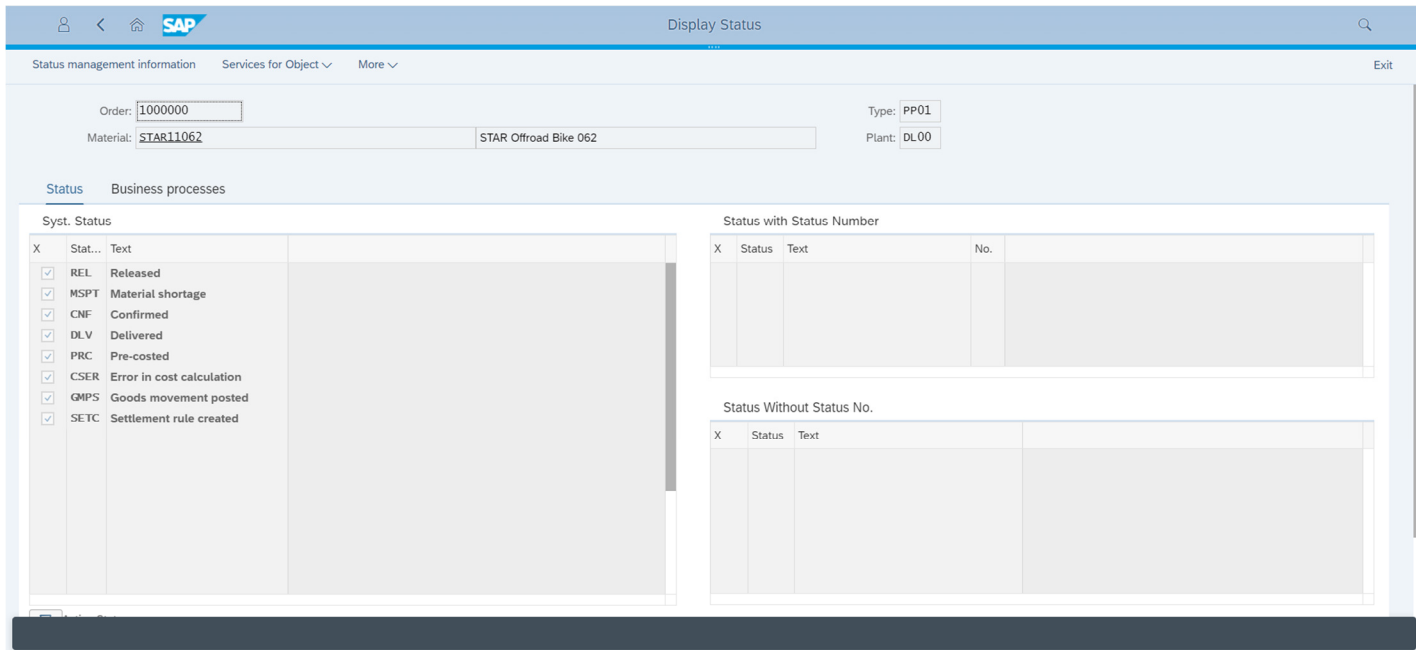 SAP Display Status
Status management information Services for Object More Exit
Order: 1000000 Type: PP01
Material: STAR11062 STAR Offroad Bike 062 Plant: DL00
Status Business processes
Syst. Status
X Stat... Text
REL Released
MSPT Material shortage
CNF Confirmed
DLV Delivered
PRC Pre-costed
CSER Error in cost calculation
GMPS Goods movement posted
SETC Settlement rule created
Status with Status Number
X Status Text No.
Status Without Status No.
X Status Text